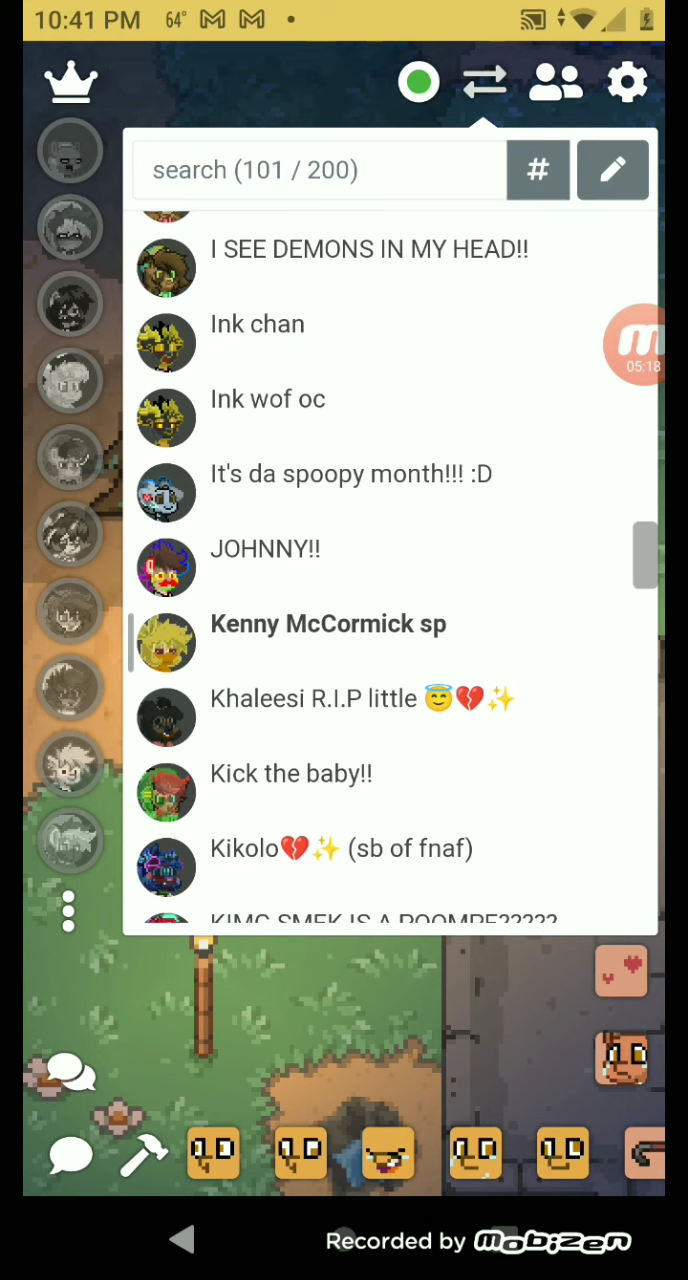 10:41 PM 64°
search (101 / 200)
#
I SEE DEMONS IN MY HEAD!!
Ink chan
Ink wof oc
It's da spoopy month!!! :D
05:18
JOHNNY!!
Kenny McCormick sp
Khaleesi R.I.P little 😇💔✨
Kick the baby!!
Kikolo💔✨ (sb of fnaf)
Recorded by mobizen